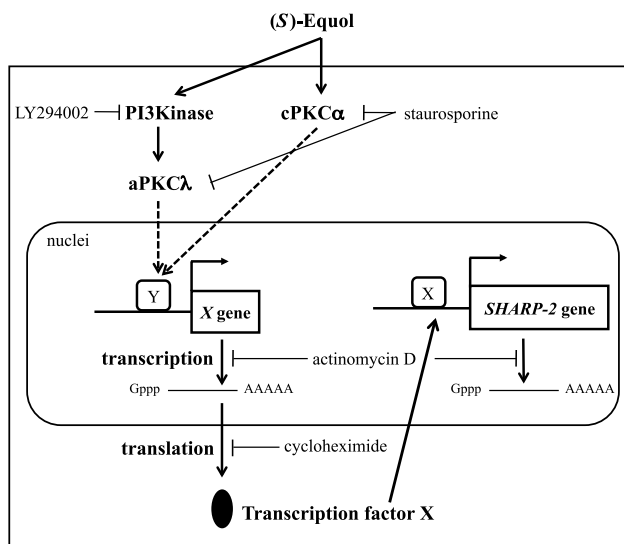 (S)-Equol
LY294002 PI3Kinase cPKCα staurosporine
aPKCλ
nuclei
Y X
X gene SHARP-2 gene
transcription actinomycin D
Gppp AAAAA Gppp AAAAA
translation cycloheximide
Transcription factor X